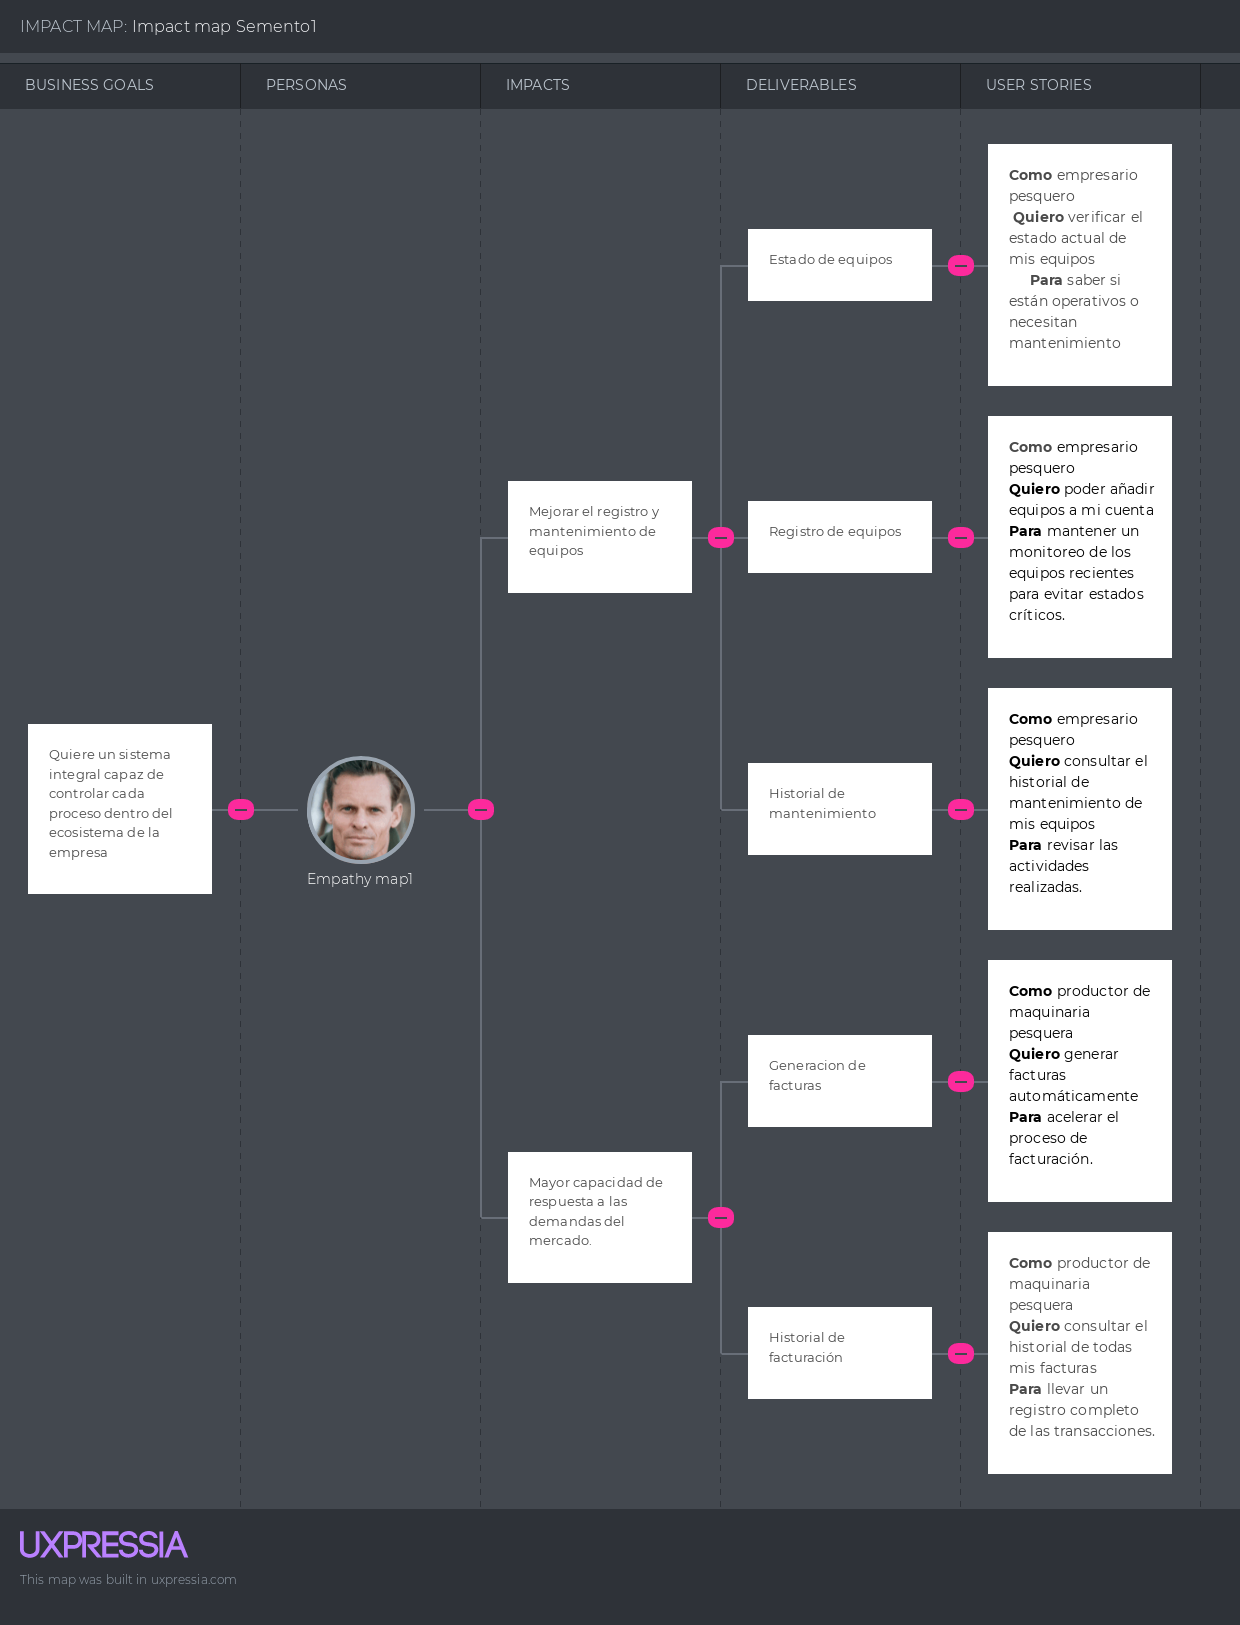 IMPACT MAP: Impact map Semento1
BUSINESS GOALS
PERSONAS
IMPACTS
DELIVERABLES
USER STORIES
Quiere un sistema
integral capaz de
controlar cada
proceso dentro del
ecosistema de la
empresa
Empathy map1
Mejorar el registro y
mantenimiento de
equipos
Estado de equipos
Como empresario
pesquero
Quiero verificar el
estado actual de
mis equipos
Para saber si
están operativos o
necesitan
mantenimiento
Registro de equipos
Como empresario
pesquero
Quiero poder añadir
equipos a mi cuenta
Para mantener un
monitoreo de los
equipos recientes
para evitar estados
críticos.
Historial de
mantenimiento
Como empresario
pesquero
Quiero consultar el
historial de
mantenimiento de
mis equipos
Para revisar las
actividades
realizadas.
Mayor capacidad de
respuesta a las
demandas del
mercado.
Generacion de
facturas
Como productor de
maquinaria
pesquera
Quiero generar
facturas
automáticamente
Para acelerar el
proceso de
facturación.
Historial de
facturación
Como productor de
maquinaria
pesquera
Quiero consultar el
historial de todas
mis facturas
Para llevar un
registro completo
de las transacciones.
UXPRESSIA
This map was built in uxpressia.com